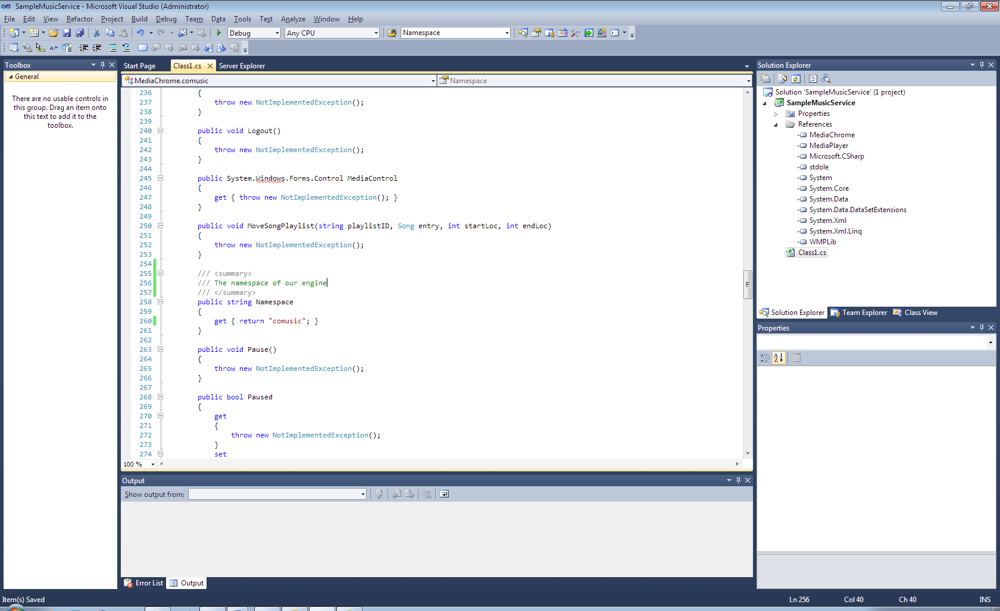 SampleMusicService - Microsoft Visual Studio (Administrator)
File Edit View Refactor Project Build Debug Team Data Tools Test Analyze Window Help
Debug Any CPU Namespace
Toolbox
General
There are no usable controls in
this group. Drag an item onto
this text to add it to the
toolbox.
Start Page Class1.cs Server Explorer
MediaChrome.comusic Namespace
236 {
237 throw new NotImplementedException();
238 }
239
240 public void Logout()
241 {
242 throw new NotImplementedException();
243 }
244
245 public System.Windows.Forms.Control MediaControl
246 {
247 get { throw new NotImplementedException(); }
248 }
249
250 public void MoveSongPlaylist(string playlistID, Song entry, int startLoc, int endLoc)
251 {
252 throw new NotImplementedException();
253 }
254
255 /// <summary>
256 /// The namespace of our engine
257 /// </summary>
258 public string Namespace
259 {
260 get { return "comusic"; }
261 }
262
263 public void Pause()
264 {
265 throw new NotImplementedException();
266 }
267
268 public bool Paused
269 {
270 get
271 {
272 throw new NotImplementedException();
273 }
274 set
100 %
Output
Show output from:
Error List Output
Solution Explorer
Solution 'SampleMusicService' (1 project)
SampleMusicService
Properties
References
MediaChrome
MediaPlayer
Microsoft.CSharp
stdole
System
System.Core
System.Data
System.Data.DataSetExtensions
System.Xml
System.Xml.Linq
WMPLib
Class1.cs
Solution Explorer Team Explorer Class View
Properties
Item(s) Saved Ln 256 Col 40 Ch 40 INS